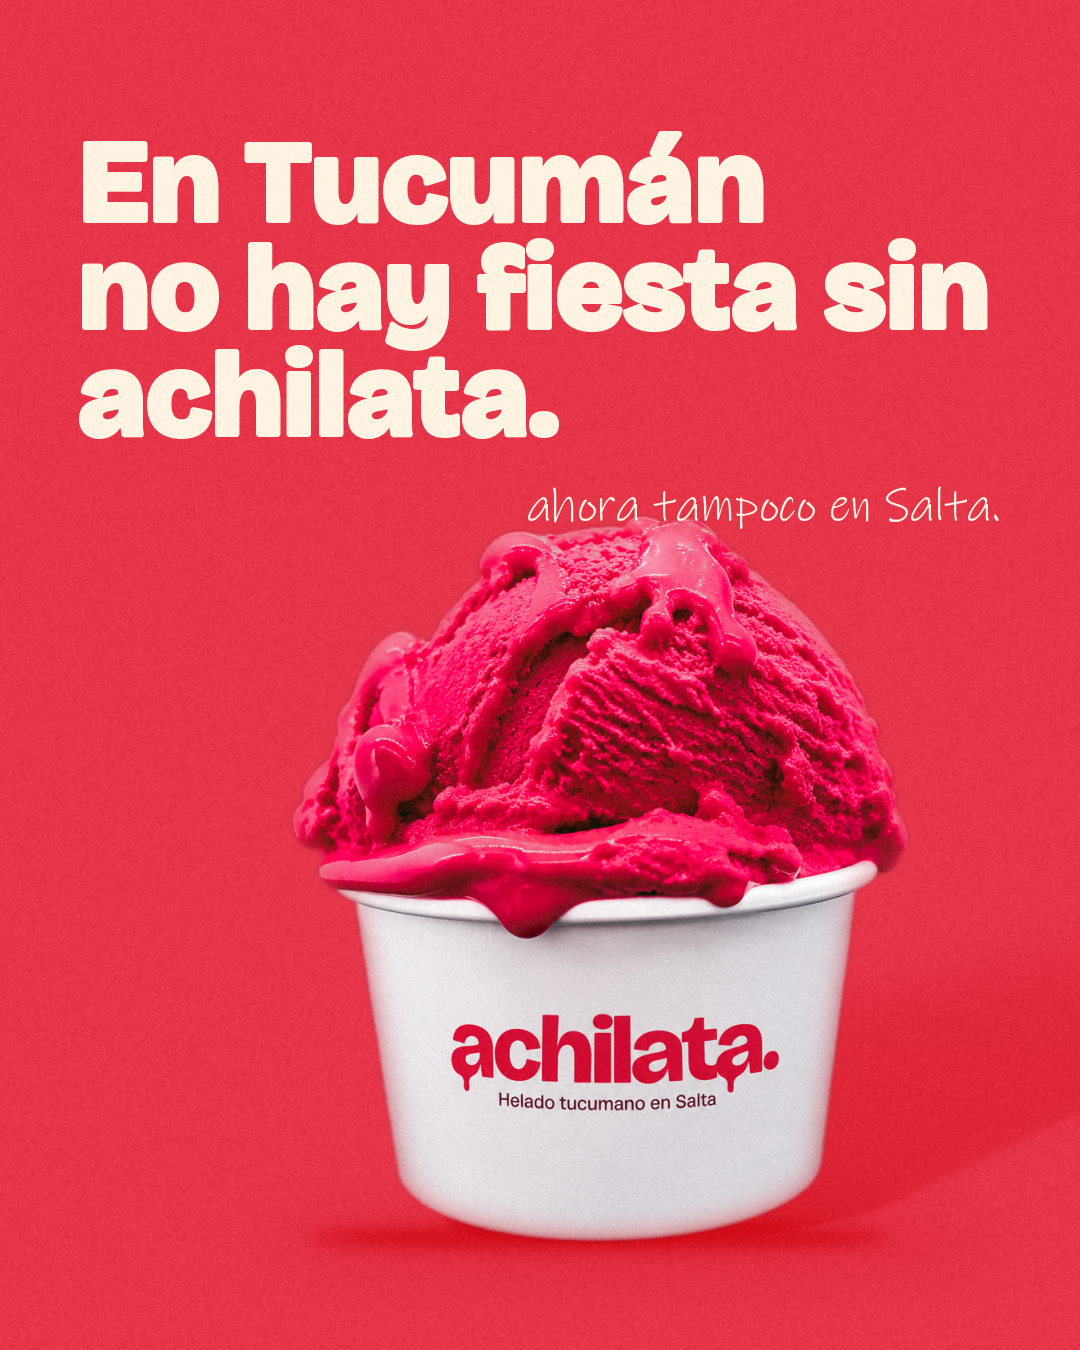 En Tucumán
no hay fiesta sin
achilata.
ahora tampoco en Salta.
achilata.
Helado tucumano en Salta